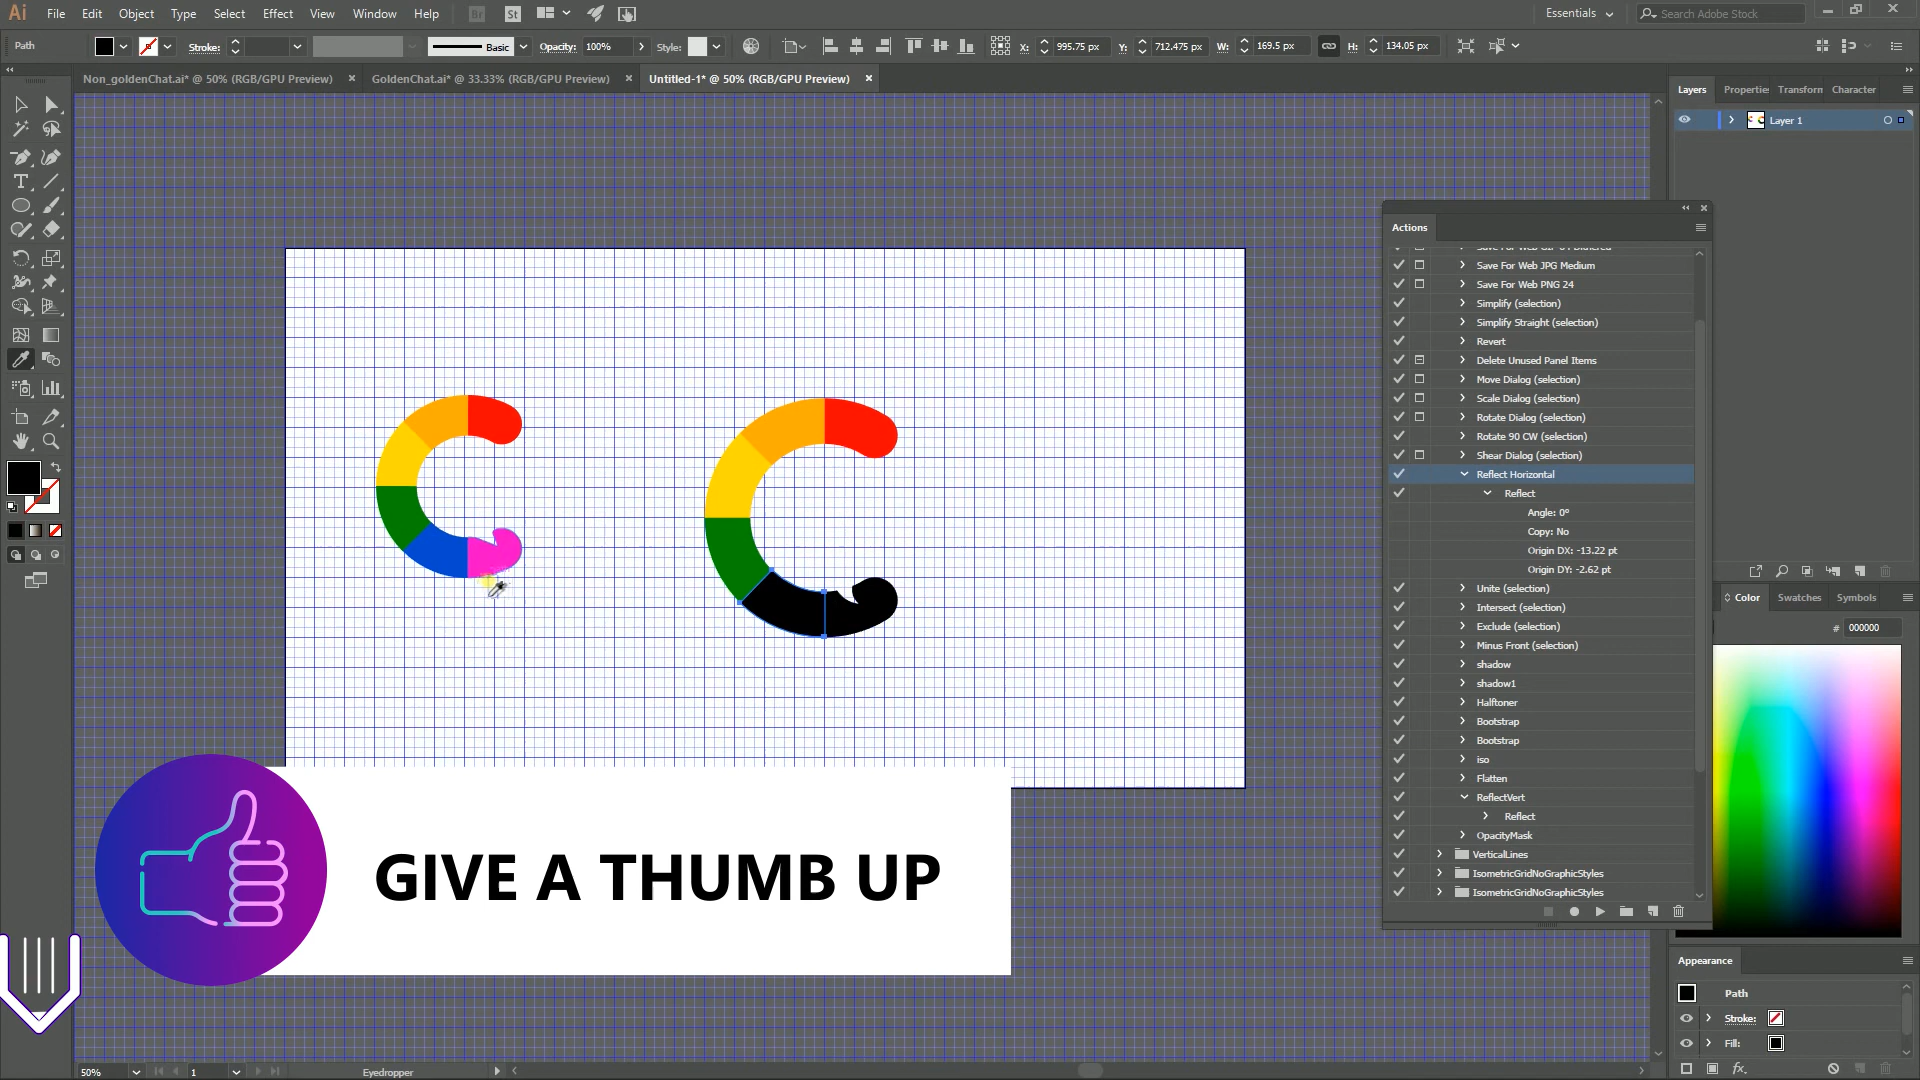 Ai File Edit Object Type Select Effect View Window Help Br St Essentials Search Adobe Stock
Path Stroke: Basic Opacity: 100% Style: X: 995.75 px Y: 712.475 px W: 169.5 px H: 134.05 px
Non_goldenChat.ai* @ 50% (RGB/GPU Preview) GoldenChat.ai* @ 33.33% (RGB/GPU Preview) Untitled-1* @ 50% (RGB/GPU Preview)
Layers Properties Transform Character
Layer 1
Actions
Save For Web GIF 64 Dithered
Save For Web JPG Medium
Save For Web PNG 24
Simplify (selection)
Simplify Straight (selection)
Revert
Delete Unused Panel Items
Move Dialog (selection)
Scale Dialog (selection)
Rotate Dialog (selection)
Rotate 90 CW (selection)
Shear Dialog (selection)
Reflect Horizontal
Reflect
Angle: 0°
Copy: No
Origin DX: -13.22 pt
Origin DY: -2.62 pt
Unite (selection)
Intersect (selection)
Exclude (selection)
Minus Front (selection)
shadow
shadow1
Halftoner
Bootstrap
Bootstrap
iso
Flatten
ReflectVert
Reflect
OpacityMask
VerticalLines
IsometricGridNoGraphicStyles
IsometricGridNoGraphicStyles
Color Swatches Symbols
# 000000
GIVE A THUMB UP
Appearance
Path
Stroke:
Fill:
fx.
50% 1 Eyedropper